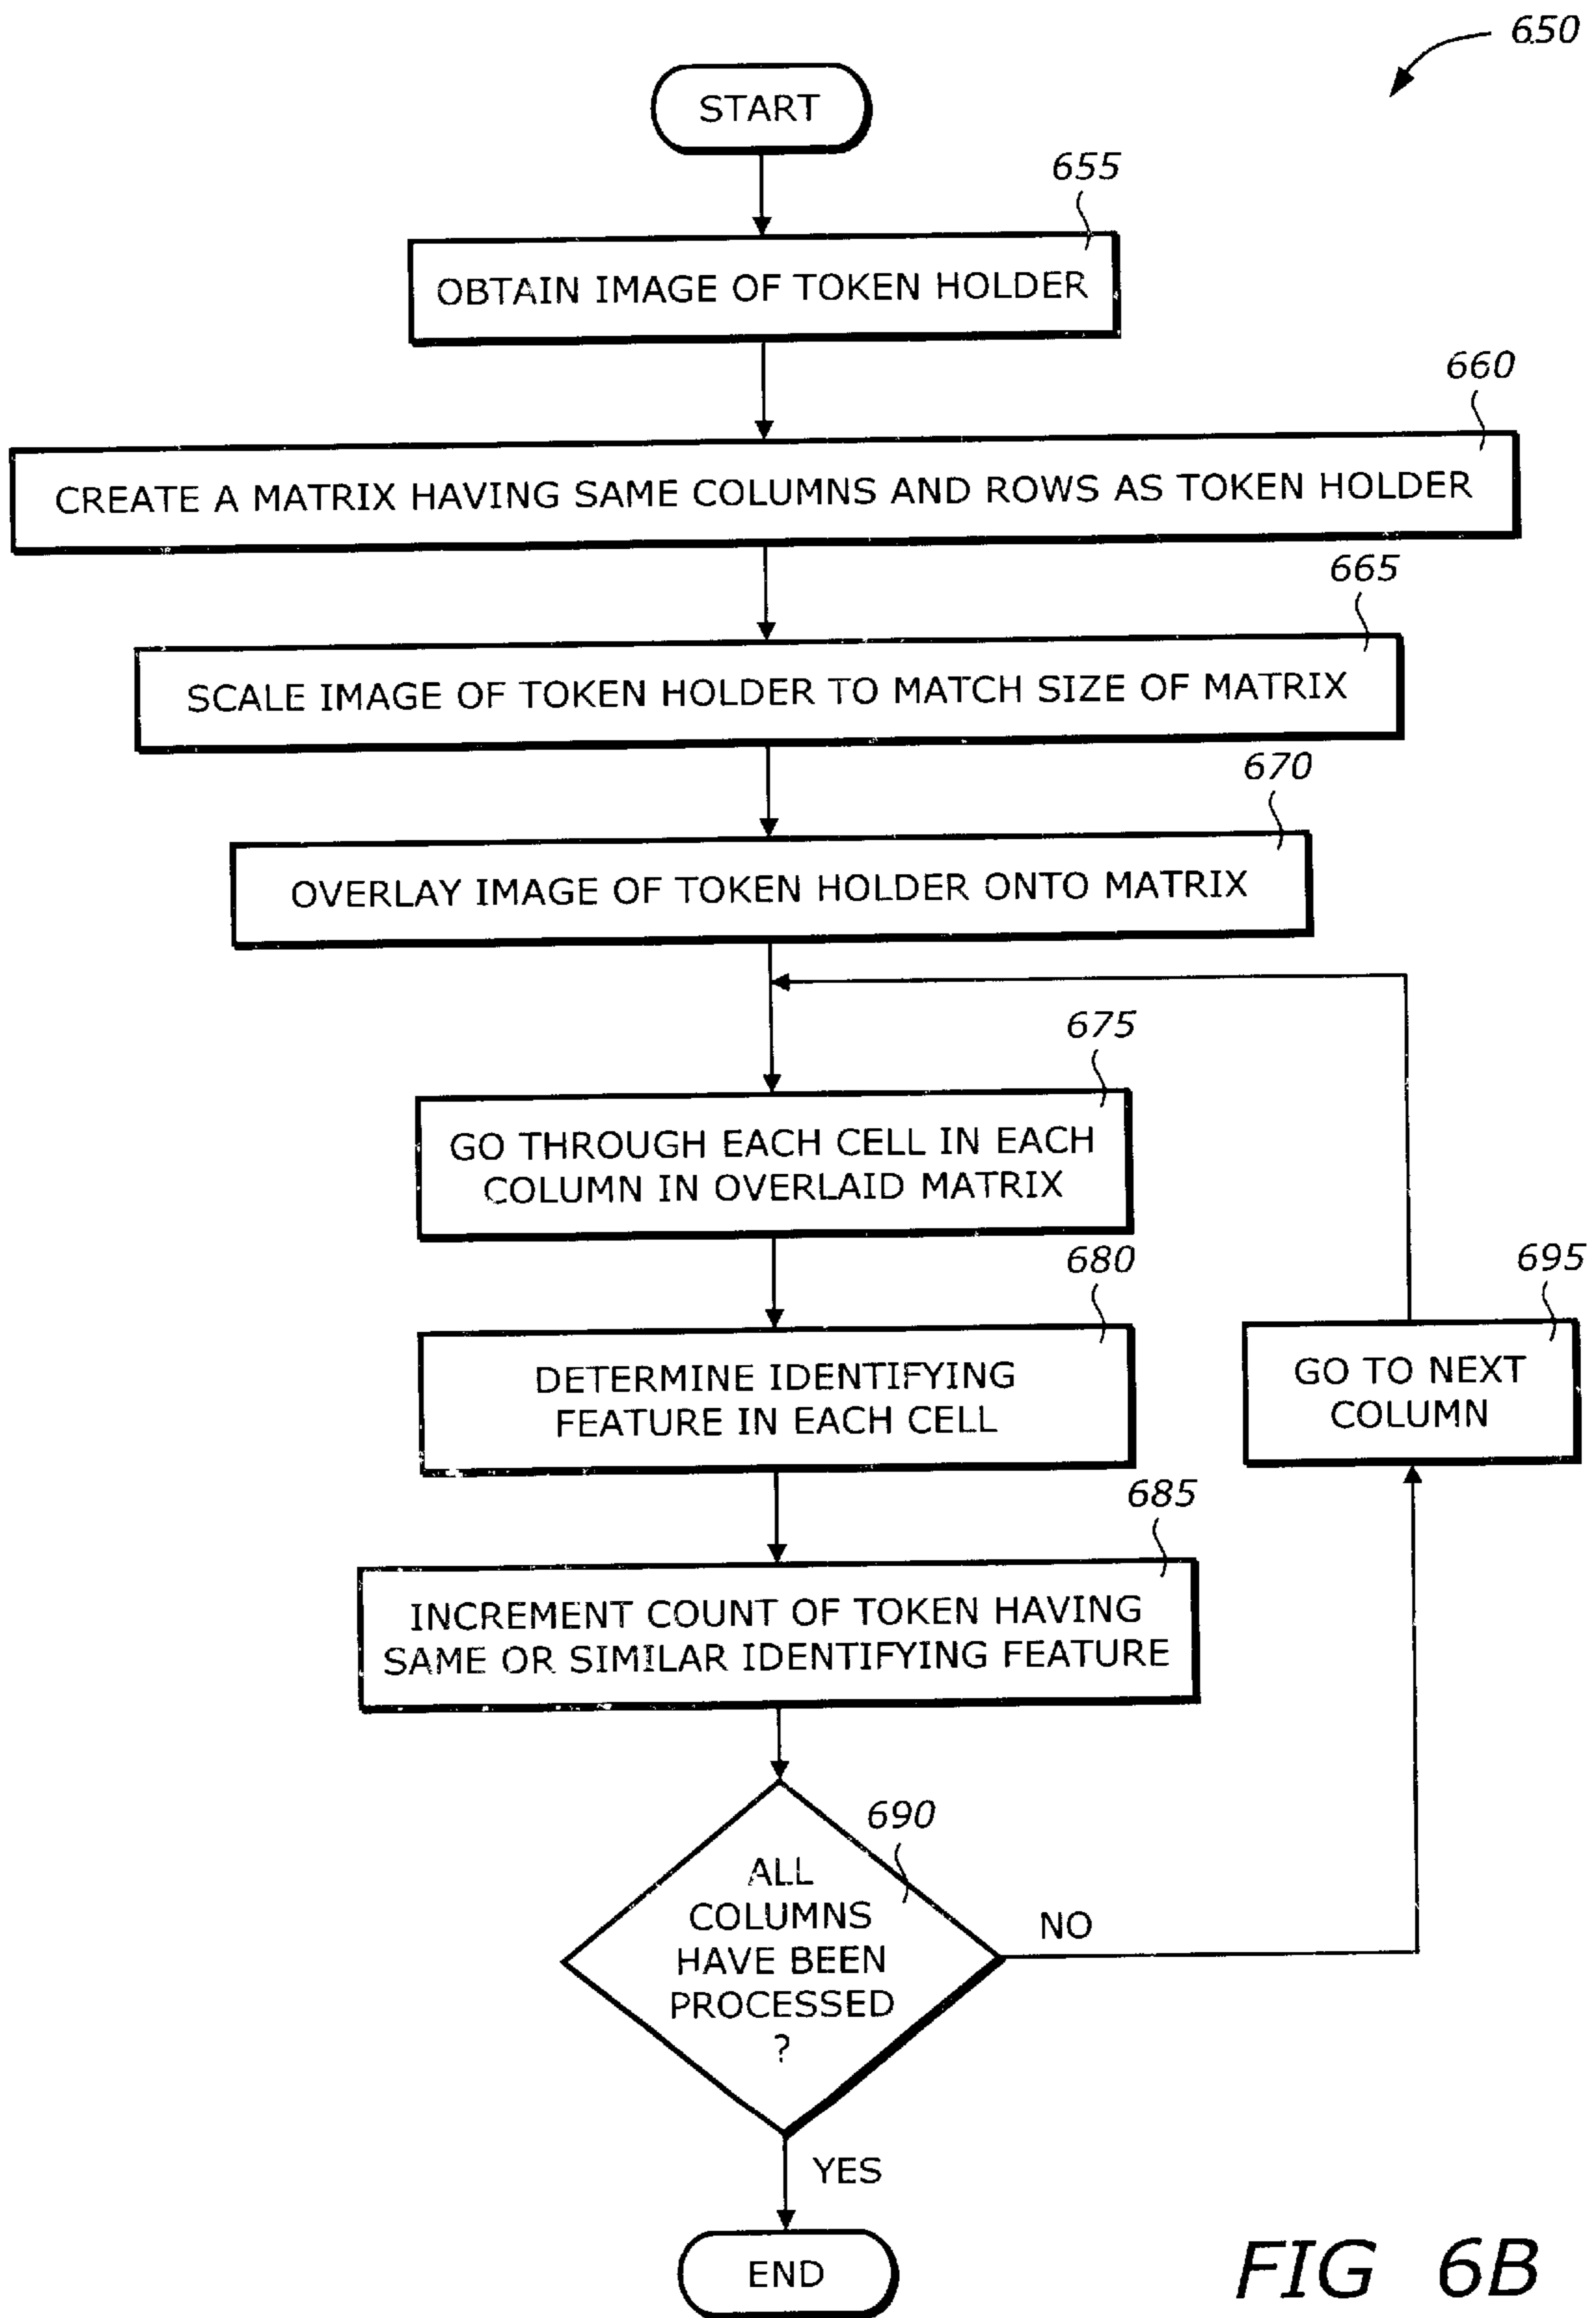 650
START
655
OBTAIN IMAGE OF TOKEN HOLDER
660
CREATE A MATRIX HAVING SAME COLUMNS AND ROWS AS TOKEN HOLDER
665
SCALE IMAGE OF TOKEN HOLDER TO MATCH SIZE OF MATRIX
670
OVERLAY IMAGE OF TOKEN HOLDER ONTO MATRIX
675
GO THROUGH EACH CELL IN EACH
COLUMN IN OVERLAID MATRIX
680
DETERMINE IDENTIFYING
FEATURE IN EACH CELL
695
GO TO NEXT
COLUMN
685
INCREMENT COUNT OF TOKEN HAVING
SAME OR SIMILAR IDENTIFYING FEATURE
690
ALL
COLUMNS
HAVE BEEN
PROCESSED
?
NO
YES
END
FIG 6B